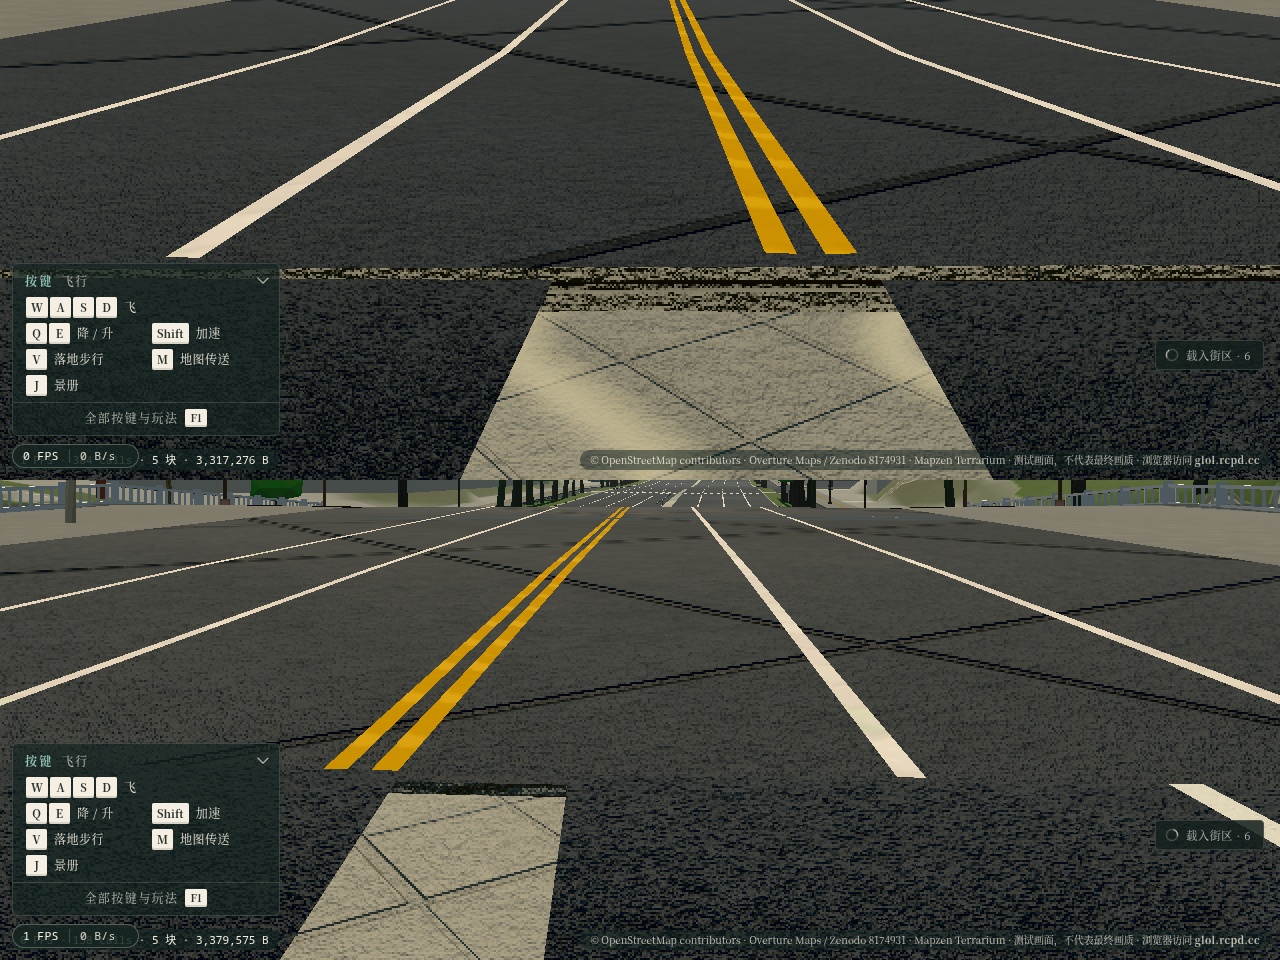 按键 飞行
W A S D 飞
Q E 降 / 升 Shift 加速
V 落地步行 M 地图传送
J 景册
全部按键与玩法 F1
载入街区 · 6
0 FPS 0 B/s · 5 块 · 3,317,276 B
© OpenStreetMap contributors · Overture Maps / Zenodo 8174931 · Mapzen Terrarium · 测试画面，不代表最终画质 · 浏览器访问 glol.rcpd.cc
按键 飞行
W A S D 飞
Q E 降 / 升 Shift 加速
V 落地步行 M 地图传送
J 景册
全部按键与玩法 F1
载入街区 · 6
1 FPS 0 B/s · 5 块 · 3,379,575 B
© OpenStreetMap contributors · Overture Maps / Zenodo 8174931 · Mapzen Terrarium · 测试画面，不代表最终画质 · 浏览器访问 glol.rcpd.cc